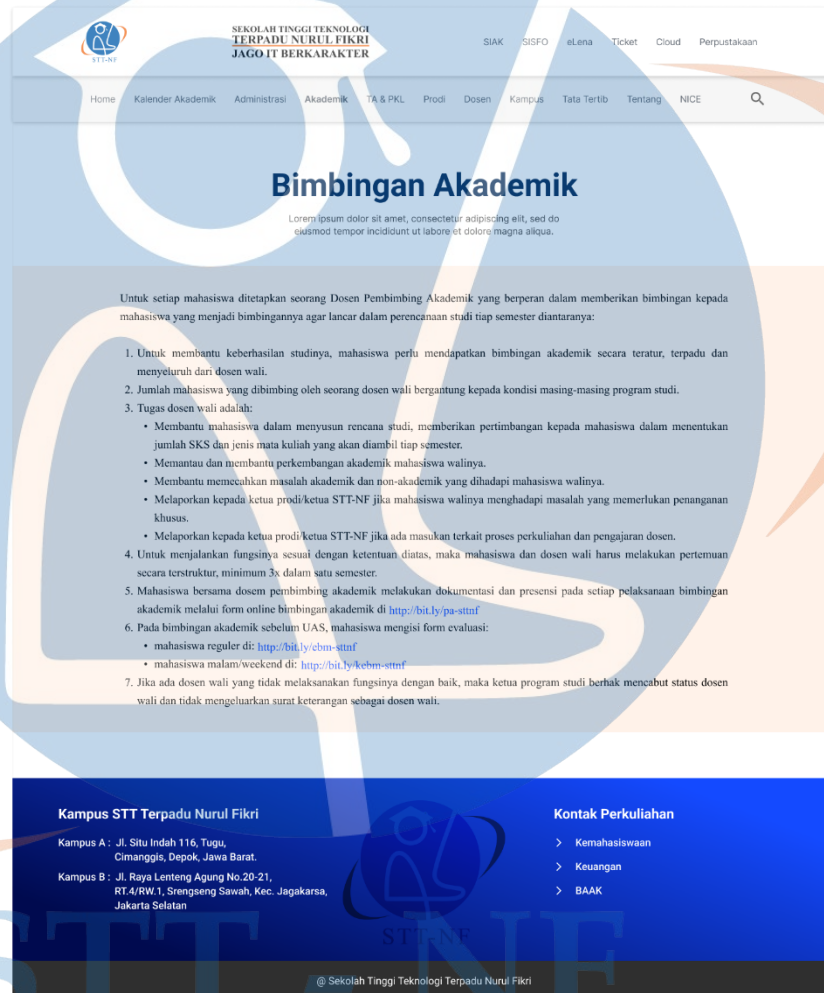 STT-NF
SEKOLAH TINGGI TEKNOLOGI
TERPADU NURUL FIKRI
JAGO IT BERKARAKTER
SIAK SISFO eLena Ticket Cloud Perpustakaan
Home Kalender Akademik Administrasi Akademik TA & PKL Prodi Dosen Kampus Tata Tertib Tentang NICE
Bimbingan Akademik
Lorem ipsum dolor sit amet, consectetur adipiscing elit, sed do
eiusmod tempor incididunt ut labore et dolore magna aliqua.
Untuk setiap mahasiswa ditetapkan seorang Dosen Pembimbing Akademik yang berperan dalam memberikan bimbingan kepada
mahasiswa yang menjadi bimbingannya agar lancar dalam perencanaan studi tiap semester diantaranya:
1. Untuk membantu keberhasilan studinya, mahasiswa perlu mendapatkan bimbingan akademik secara teratur, terpadu dan
menyeluruh dari dosen wali.
2. Jumlah mahasiswa yang dibimbing oleh seorang dosen wali bergantung kepada kondisi masing-masing program studi.
3. Tugas dosen wali adalah:
• Membantu mahasiswa dalam menyusun rencana studi, memberikan pertimbangan kepada mahasiswa dalam menentukan
jumlah SKS dan jenis mata kuliah yang akan diambil tiap semester.
• Memantau dan membantu perkembangan akademik mahasiswa walinya.
• Membantu memecahkan masalah akademik dan non-akademik yang dihadapi mahasiswa walinya.
• Melaporkan kepada ketua prodi/ketua STT-NF jika mahasiswa walinya menghadapi masalah yang memerlukan penanganan
khusus.
• Melaporkan kepada ketua prodi/ketua STT-NF jika ada masukan terkait proses perkuliahan dan pengajaran dosen.
4. Untuk menjalankan fungsinya sesuai dengan ketentuan diatas, maka mahasiswa dan dosen wali harus melakukan pertemuan
secara terstruktur, minimum 3x dalam satu semester.
5. Mahasiswa bersama dosem pembimbing akademik melakukan dokumentasi dan presensi pada setiap pelaksanaan bimbingan
akademik melalui form online bimbingan akademik di http://bit.ly/pa-sttnf
6. Pada bimbingan akademik sebelum UAS, mahasiswa mengisi form evaluasi:
• mahasiswa reguler di: http://bit.ly/ebm-sttnf
• mahasiswa malam/weekend di: http://bit.ly/kebm-sttnf
7. Jika ada dosen wali yang tidak melaksanakan fungsinya dengan baik, maka ketua program studi berhak mencabut status dosen
wali dan tidak mengeluarkan surat keterangan sebagai dosen wali.
Kampus STT Terpadu Nurul Fikri
Kampus A : Jl. Situ Indah 116, Tugu,
Cimanggis, Depok, Jawa Barat.
Kampus B : Jl. Raya Lenteng Agung No.20-21,
RT.4/RW.1, Srengseng Sawah, Kec. Jagakarsa,
Jakarta Selatan
STT-NF
Kontak Perkuliahan
> Kemahasiswaan
> Keuangan
> BAAK
STT-NF
@ Sekolah Tinggi Teknologi Terpadu Nurul Fikri